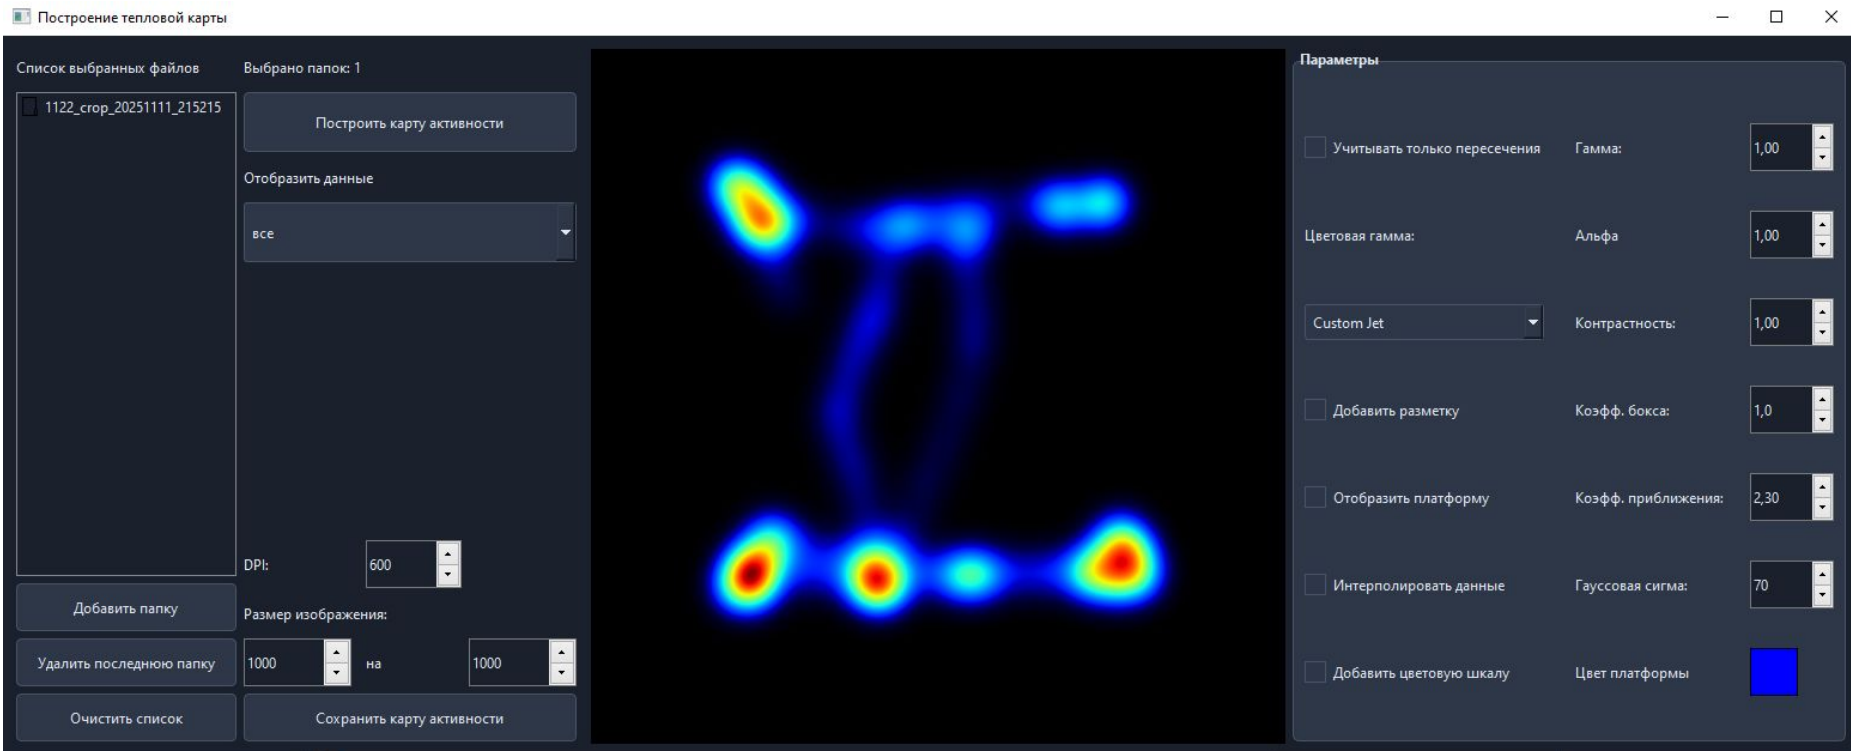 Построение тепловой карты
Список выбранных файлов
1122_crop_20251111_215215
Добавить папку
Удалить последнюю папку
Очистить список
Выбрано папок: 1
Построить карту активности
Отобразить данные
все
DPI: 600
Размер изображения:
1000 на 1000
Сохранить карту активности
Параметры
Учитывать только пересечения Гамма: 1,00
Цветовая гамма: Альфа 1,00
Custom Jet Контрастность: 1,00
Добавить разметку Коэфф. бокса: 1,0
Отобразить платформу Коэфф. приближения: 2,30
Интерполировать данные Гауссовая сигма: 70
Добавить цветовую шкалу Цвет платформы